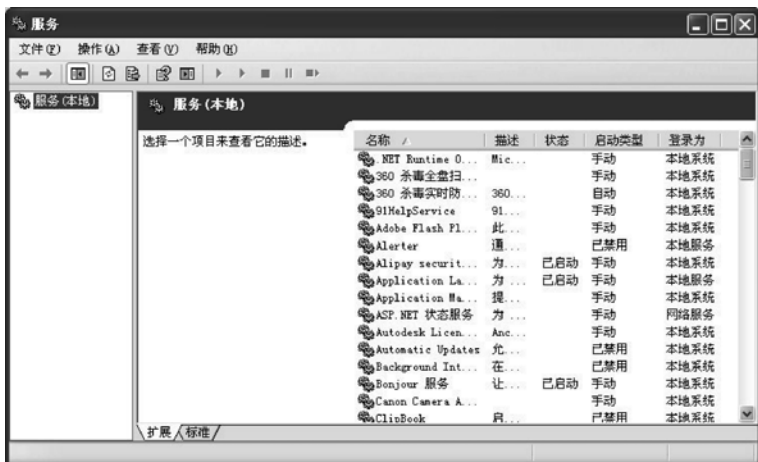 服务
文件(F) 操作(A) 查看(V) 帮助(H)
服务(本地)
服务(本地)
选择一个项目来查看它的描述。
名称 描述 状态 启动类型 登录为
.NET Runtime O... Mic... 手动 本地系统
360 杀毒全盘扫... 手动 本地系统
360 杀毒实时防... 360... 自动 本地系统
91HelpService 91... 手动 本地系统
Adobe Flash Pl... 此... 手动 本地系统
Alerter 通... 已禁用 本地服务
Alipay securit... 为... 已启动 手动 本地系统
Application La... 为... 已启动 手动 本地服务
Application Ma... 提... 手动 本地系统
ASP.NET 状态服务 为... 手动 网络服务
Autodesk Licen... Anc... 手动 本地系统
Automatic Updates 允... 已禁用 本地系统
Background Int... 在... 已禁用 本地系统
Bonjour 服务 让... 已启动 手动 本地系统
Canon Camera A... 手动 本地系统
ClipBook 启... 已禁用 本地系统
扩展 标准